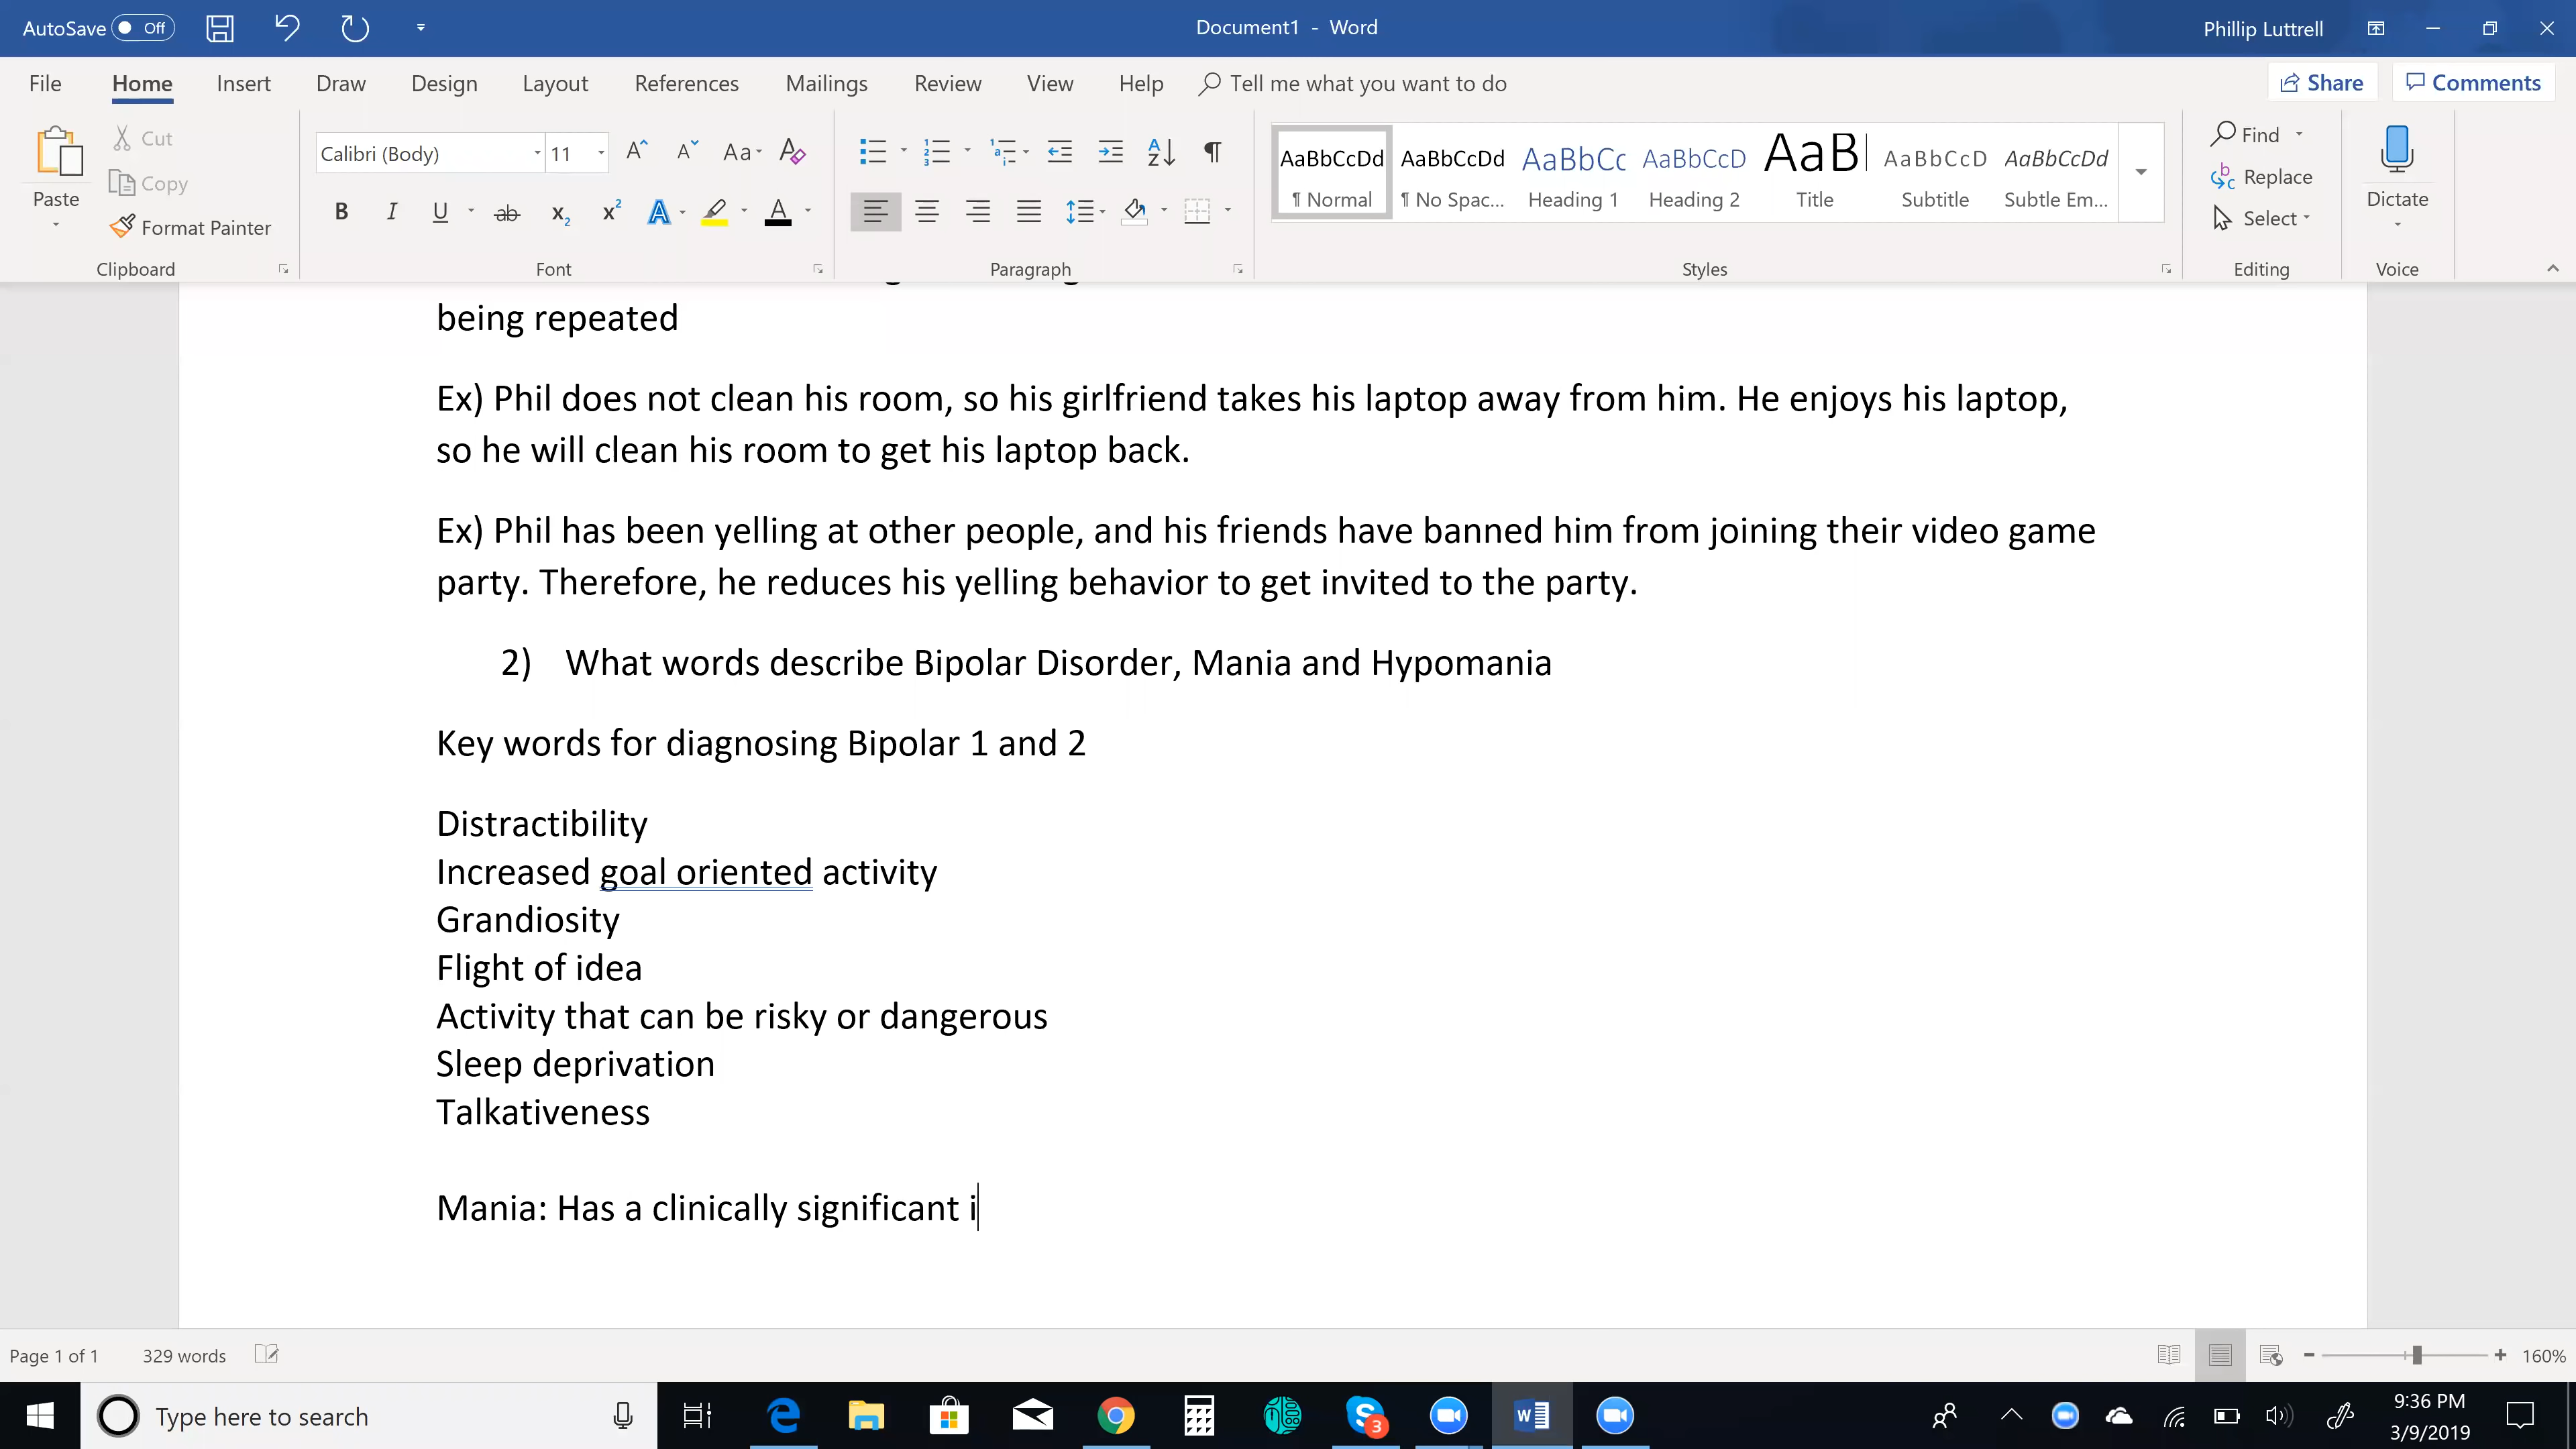 AutoSave Off
Document1 - Word
Phillip Luttrell
File Home Insert Draw Design Layout References Mailings Review View Help Tell me what you want to do
Share Comments
Paste
Cut
Copy
Format Painter
Clipboard
Calibri (Body) 11
Font
Paragraph
AaBbCcDd AaBbCcDd AaBbCc AaBbCcD AaB AaBbCcD AaBbCcDd
¶ Normal ¶ No Spac... Heading 1 Heading 2 Title Subtitle Subtle Em...
Styles
Find
Replace
Select
Editing
Dictate
Voice
being repeated
Ex) Phil does not clean his room, so his girlfriend takes his laptop away from him. He enjoys his laptop,
so he will clean his room to get his laptop back.
Ex) Phil has been yelling at other people, and his friends have banned him from joining their video game
party. Therefore, he reduces his yelling behavior to get invited to the party.
2) What words describe Bipolar Disorder, Mania and Hypomania
Key words for diagnosing Bipolar 1 and 2
Distractibility
Increased goal oriented activity
Grandiosity
Flight of idea
Activity that can be risky or dangerous
Sleep deprivation
Talkativeness
Mania: Has a clinically significant i
Page 1 of 1 329 words
160%
Type here to search
3
9:36 PM
3/9/2019